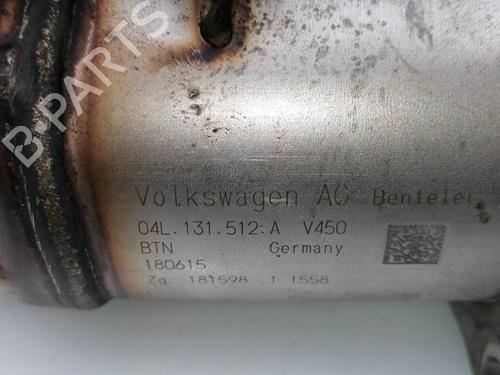 Volkswagen AG Benteler
04L.131.512:A V450
BTN Germany
180615
Zg. 181598 1 1558
B-PARTS